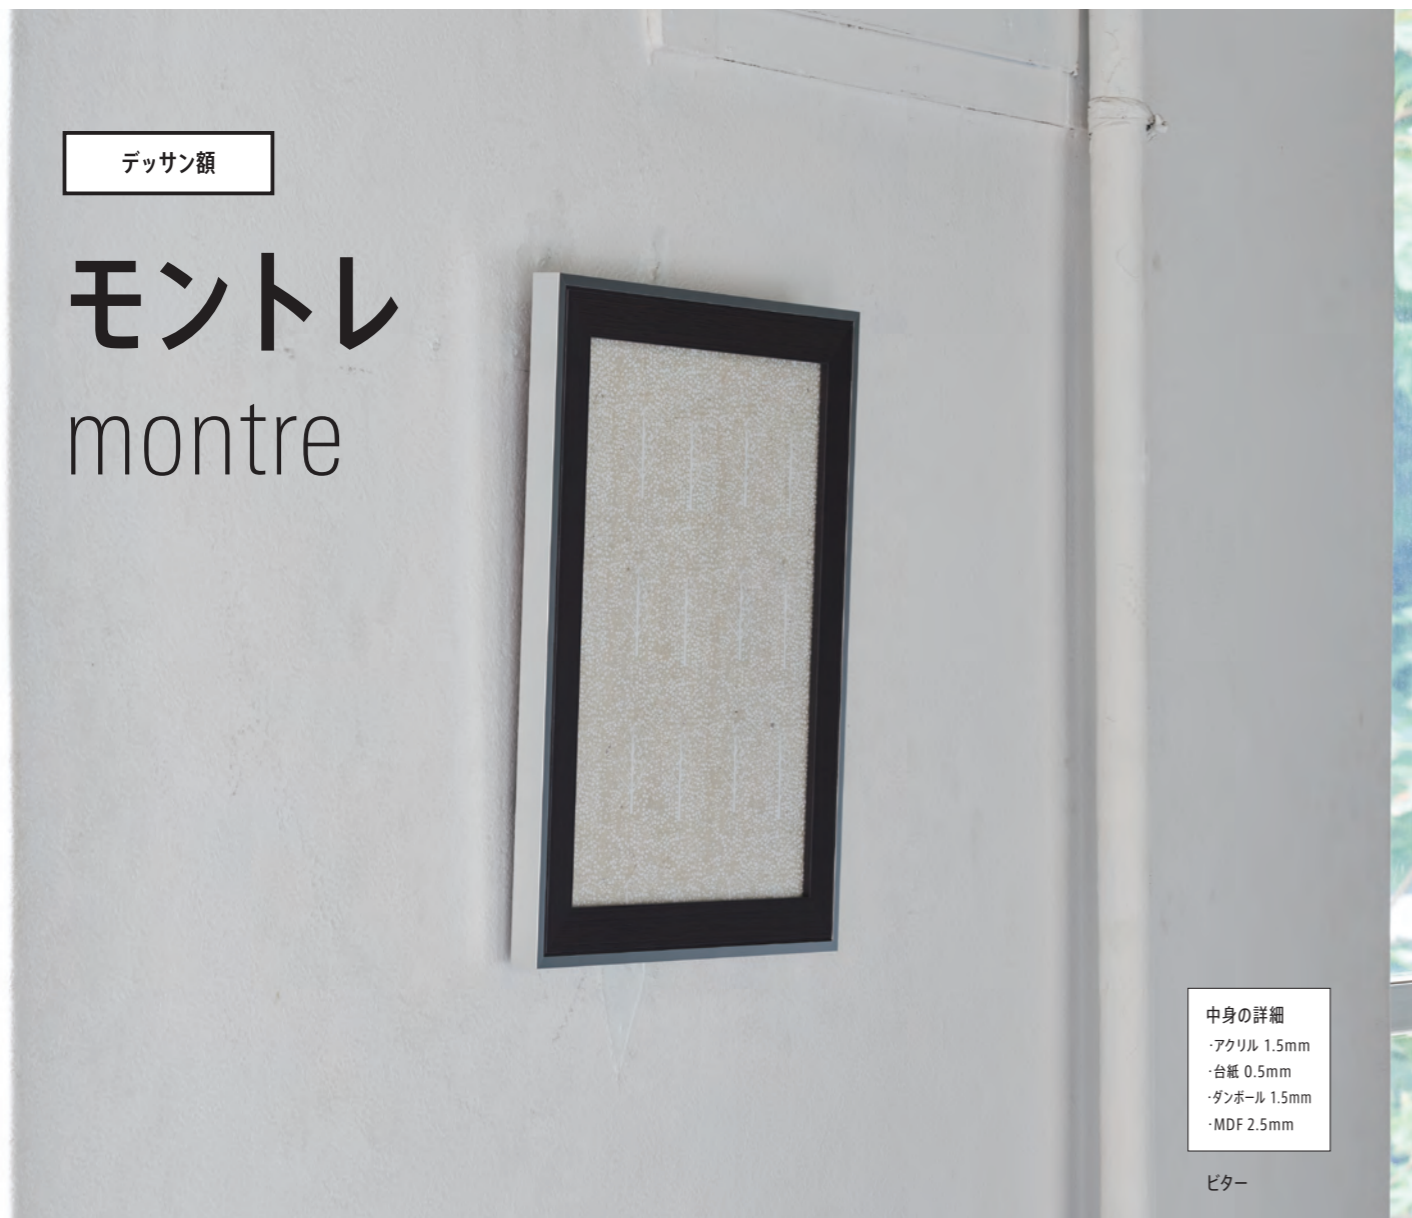 デッサン額
モントレ
montre
中身の詳細
･アクリル 1.5mm
･台紙 0.5mm
･ダンボール 1.5mm
･MDF 2.5mm
ビター